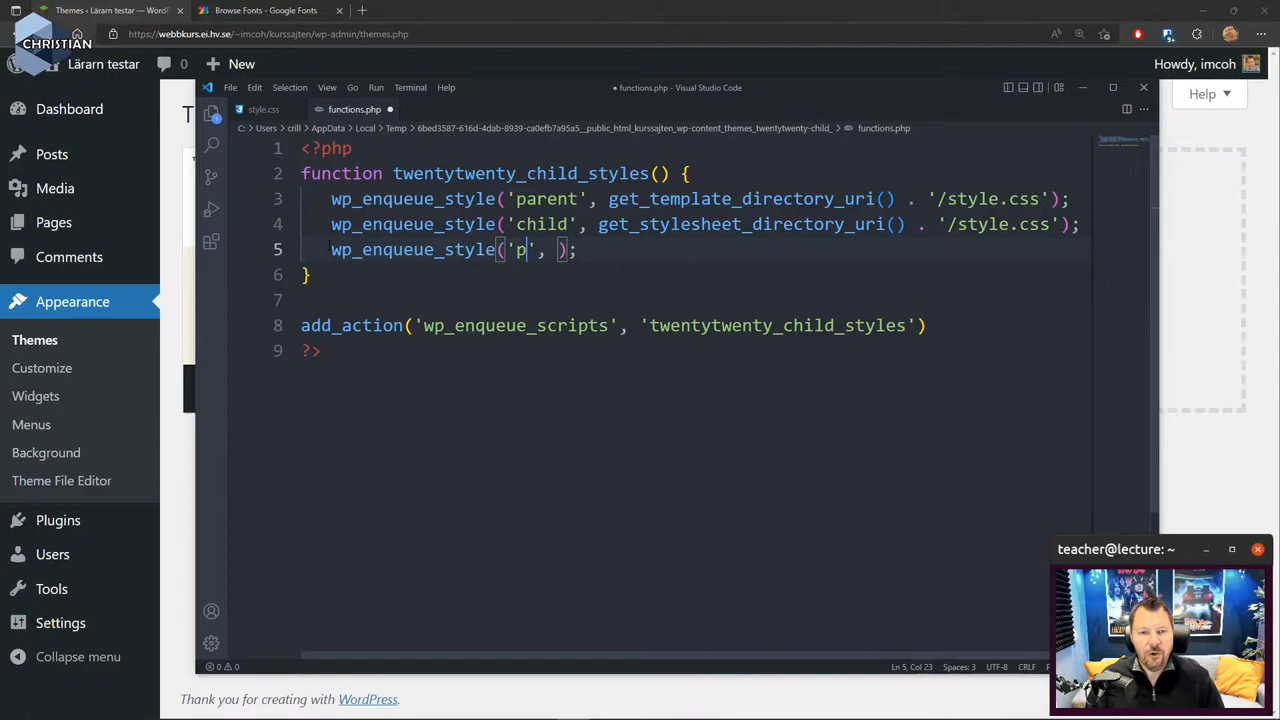 Themes ‹ Lärarn testar — WordP
Browse Fonts - Google Fonts
https://webbkurs.ei.hv.se/~imcoh/kurssajten/wp-admin/themes.php
CHRISTIAN
Lärarn testar
0
New
Howdy, imcoh
Dashboard
Posts
Media
Pages
Comments
Appearance
Themes
Customize
Widgets
Menus
Background
Theme File Editor
Plugins
Users
Tools
Settings
Collapse menu
T
Help
File Edit Selection View Go Run Terminal Help
● functions.php - Visual Studio Code
style.css
functions.php
C: > Users > crill > AppData > Local > Temp > 6bed3587-616d-4dab-8939-ca0efb7a95a5__public_html_kurssajten_wp-content_themes_twentytwenty-child_ > functions.php
1 <?php
2 function twentytwenty_child_styles() {
3 wp_enqueue_style('parent', get_template_directory_uri() . '/style.css');
4 wp_enqueue_style('child', get_stylesheet_directory_uri() . '/style.css');
5 wp_enqueue_style('p', );
6 }
7
8 add_action('wp_enqueue_scripts', 'twentytwenty_child_styles')
9 ?>
1
0 0
Ln 5, Col 23 Spaces: 3 UTF-8 CRLF
teacher@lecture: ~
Thank you for creating with WordPress.